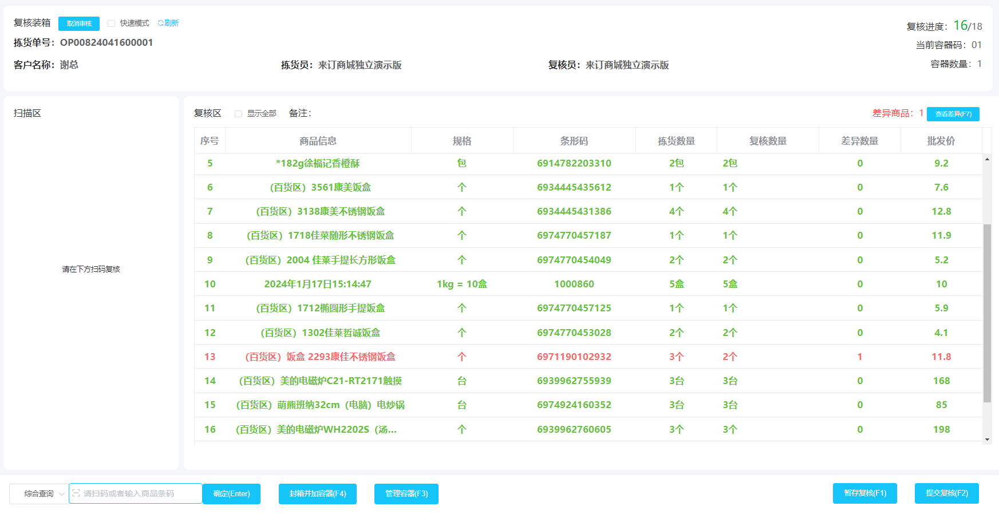 复核装箱 取消审核 快速模式 刷新
复核进度：16/18
拣货单号：OP00824041600001
当前容器码：01
客户名称：谢总 拣货员：来订商城独立演示版 复核员：来订商城独立演示版
容器数量：1
扫描区
请在下方扫码复核
复核区 显示全部 备注： 差异商品：1 查看差异(F7)
序号 商品信息 规格 条形码 拣货数量 复核数量 差异数量 批发价
5 *182g徐福记香橙酥 包 6914782203310 2包 2包 0 9.2
6 (百货区) 3561康美饭盒 个 6934445435612 1个 1个 0 7.6
7 (百货区) 3138康美不锈钢饭盒 个 6934445431386 4个 4个 0 12.8
8 (百货区) 1718佳菜随形不锈钢饭盒 个 6974770457187 1个 1个 0 11.9
9 (百货区) 2004 佳莱手提长方形饭盒 个 6974770454049 2个 2个 0 5.2
10 2024年1月17日15:14:47 1kg = 10盒 1000860 5盒 5盒 0 10
11 (百货区) 1712椭圆形手提饭盒 个 6974770457125 1个 1个 0 5.9
12 (百货区) 1302佳莱哲诚饭盒 个 6974770453028 2个 2个 0 4.1
13 (百货区) 饭盒 2293康佳不锈钢饭盒 个 6971190102932 3个 2个 1 11.8
14 (百货区) 美的电磁炉C21-RT2171触摸 台 6939962755939 3台 3台 0 168
15 (百货区) 萌熊班纳32cm（电脑）电炒锅 台 6974924160352 3台 3台 0 85
16 (百货区) 美的电磁炉WH2202S（汤... 个 6939962760605 3个 3个 0 198
综合查询 请扫码或者输入商品条码 确定(Enter) 封箱并加容器(F4) 管理容器(F3) 暂存复核(F1) 提交复核(F2)